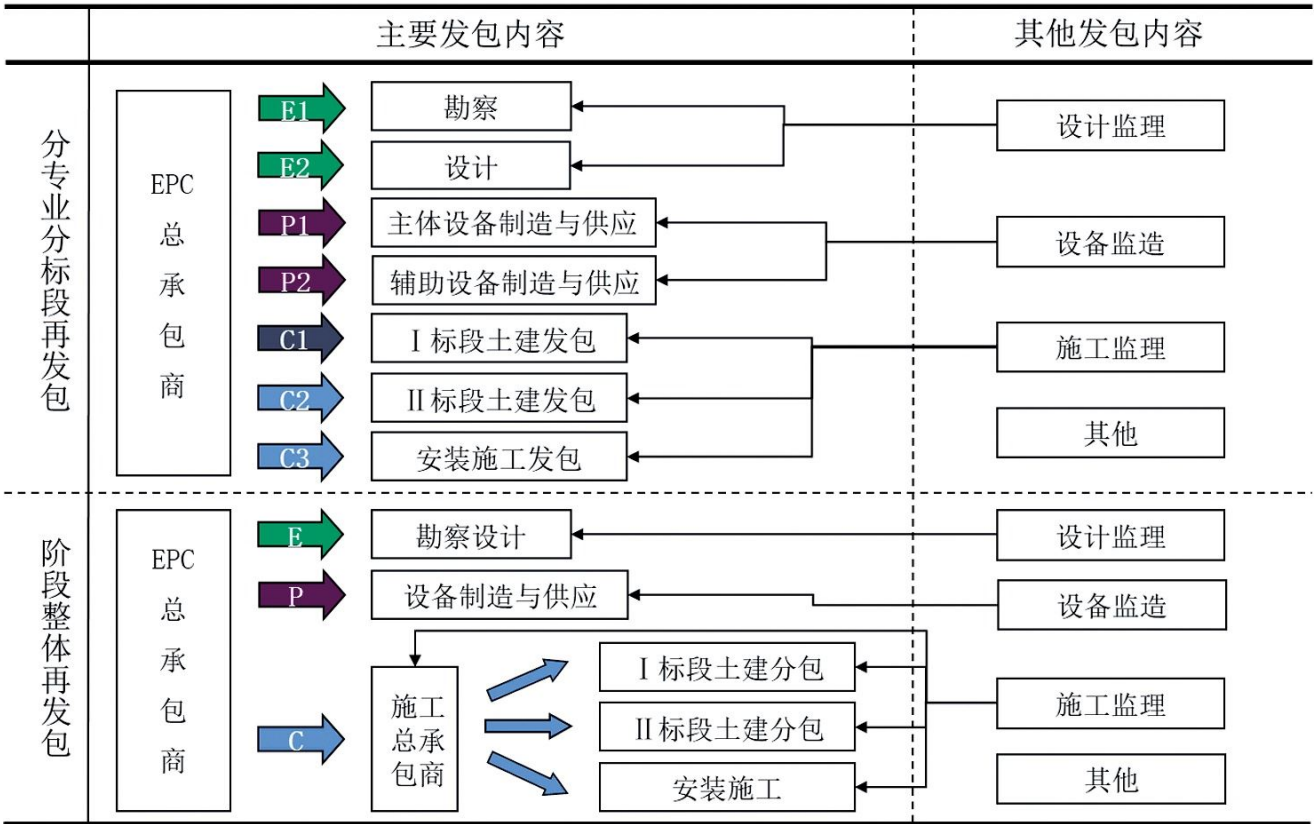 主要发包内容
其他发包内容
分专业分标段再发包
EPC
总
承
包
商
E1
勘察
E2
设计
P1
主体设备制造与供应
P2
辅助设备制造与供应
C1
Ⅰ标段土建发包
C2
Ⅱ标段土建发包
C3
安装施工发包
设计监理
设备监造
施工监理
其他
阶段整体再发包
EPC
总
承
包
商
E
勘察设计
P
设备制造与供应
C
施工
总承
包商
Ⅰ标段土建分包
Ⅱ标段土建分包
安装施工
设计监理
设备监造
施工监理
其他